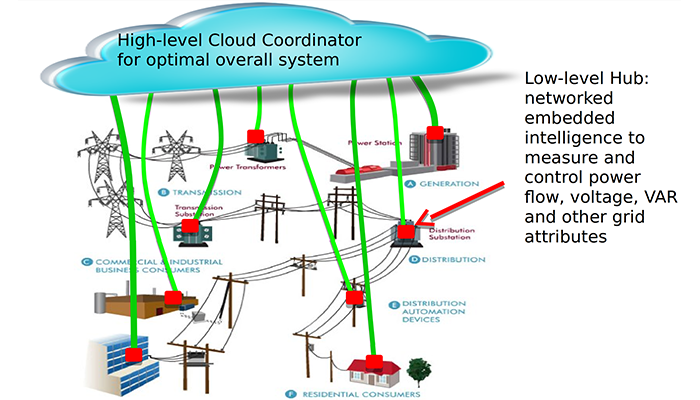 High-level Cloud Coordinator
for optimal overall system
Low-level Hub:
networked
embedded
intelligence to
measure and
control power
flow, voltage, VAR
and other grid
attributes
Power Station
Power Transformers
A GENERATION
B TRANSMISSION
Transmission
Substation
Distribution
Substation
C COMMERCIAL & INDUSTRIAL
BUSINESS CONSUMERS
D DISTRIBUTION
E DISTRIBUTION
AUTOMATION
DEVICES
F RESIDENTIAL CONSUMERS